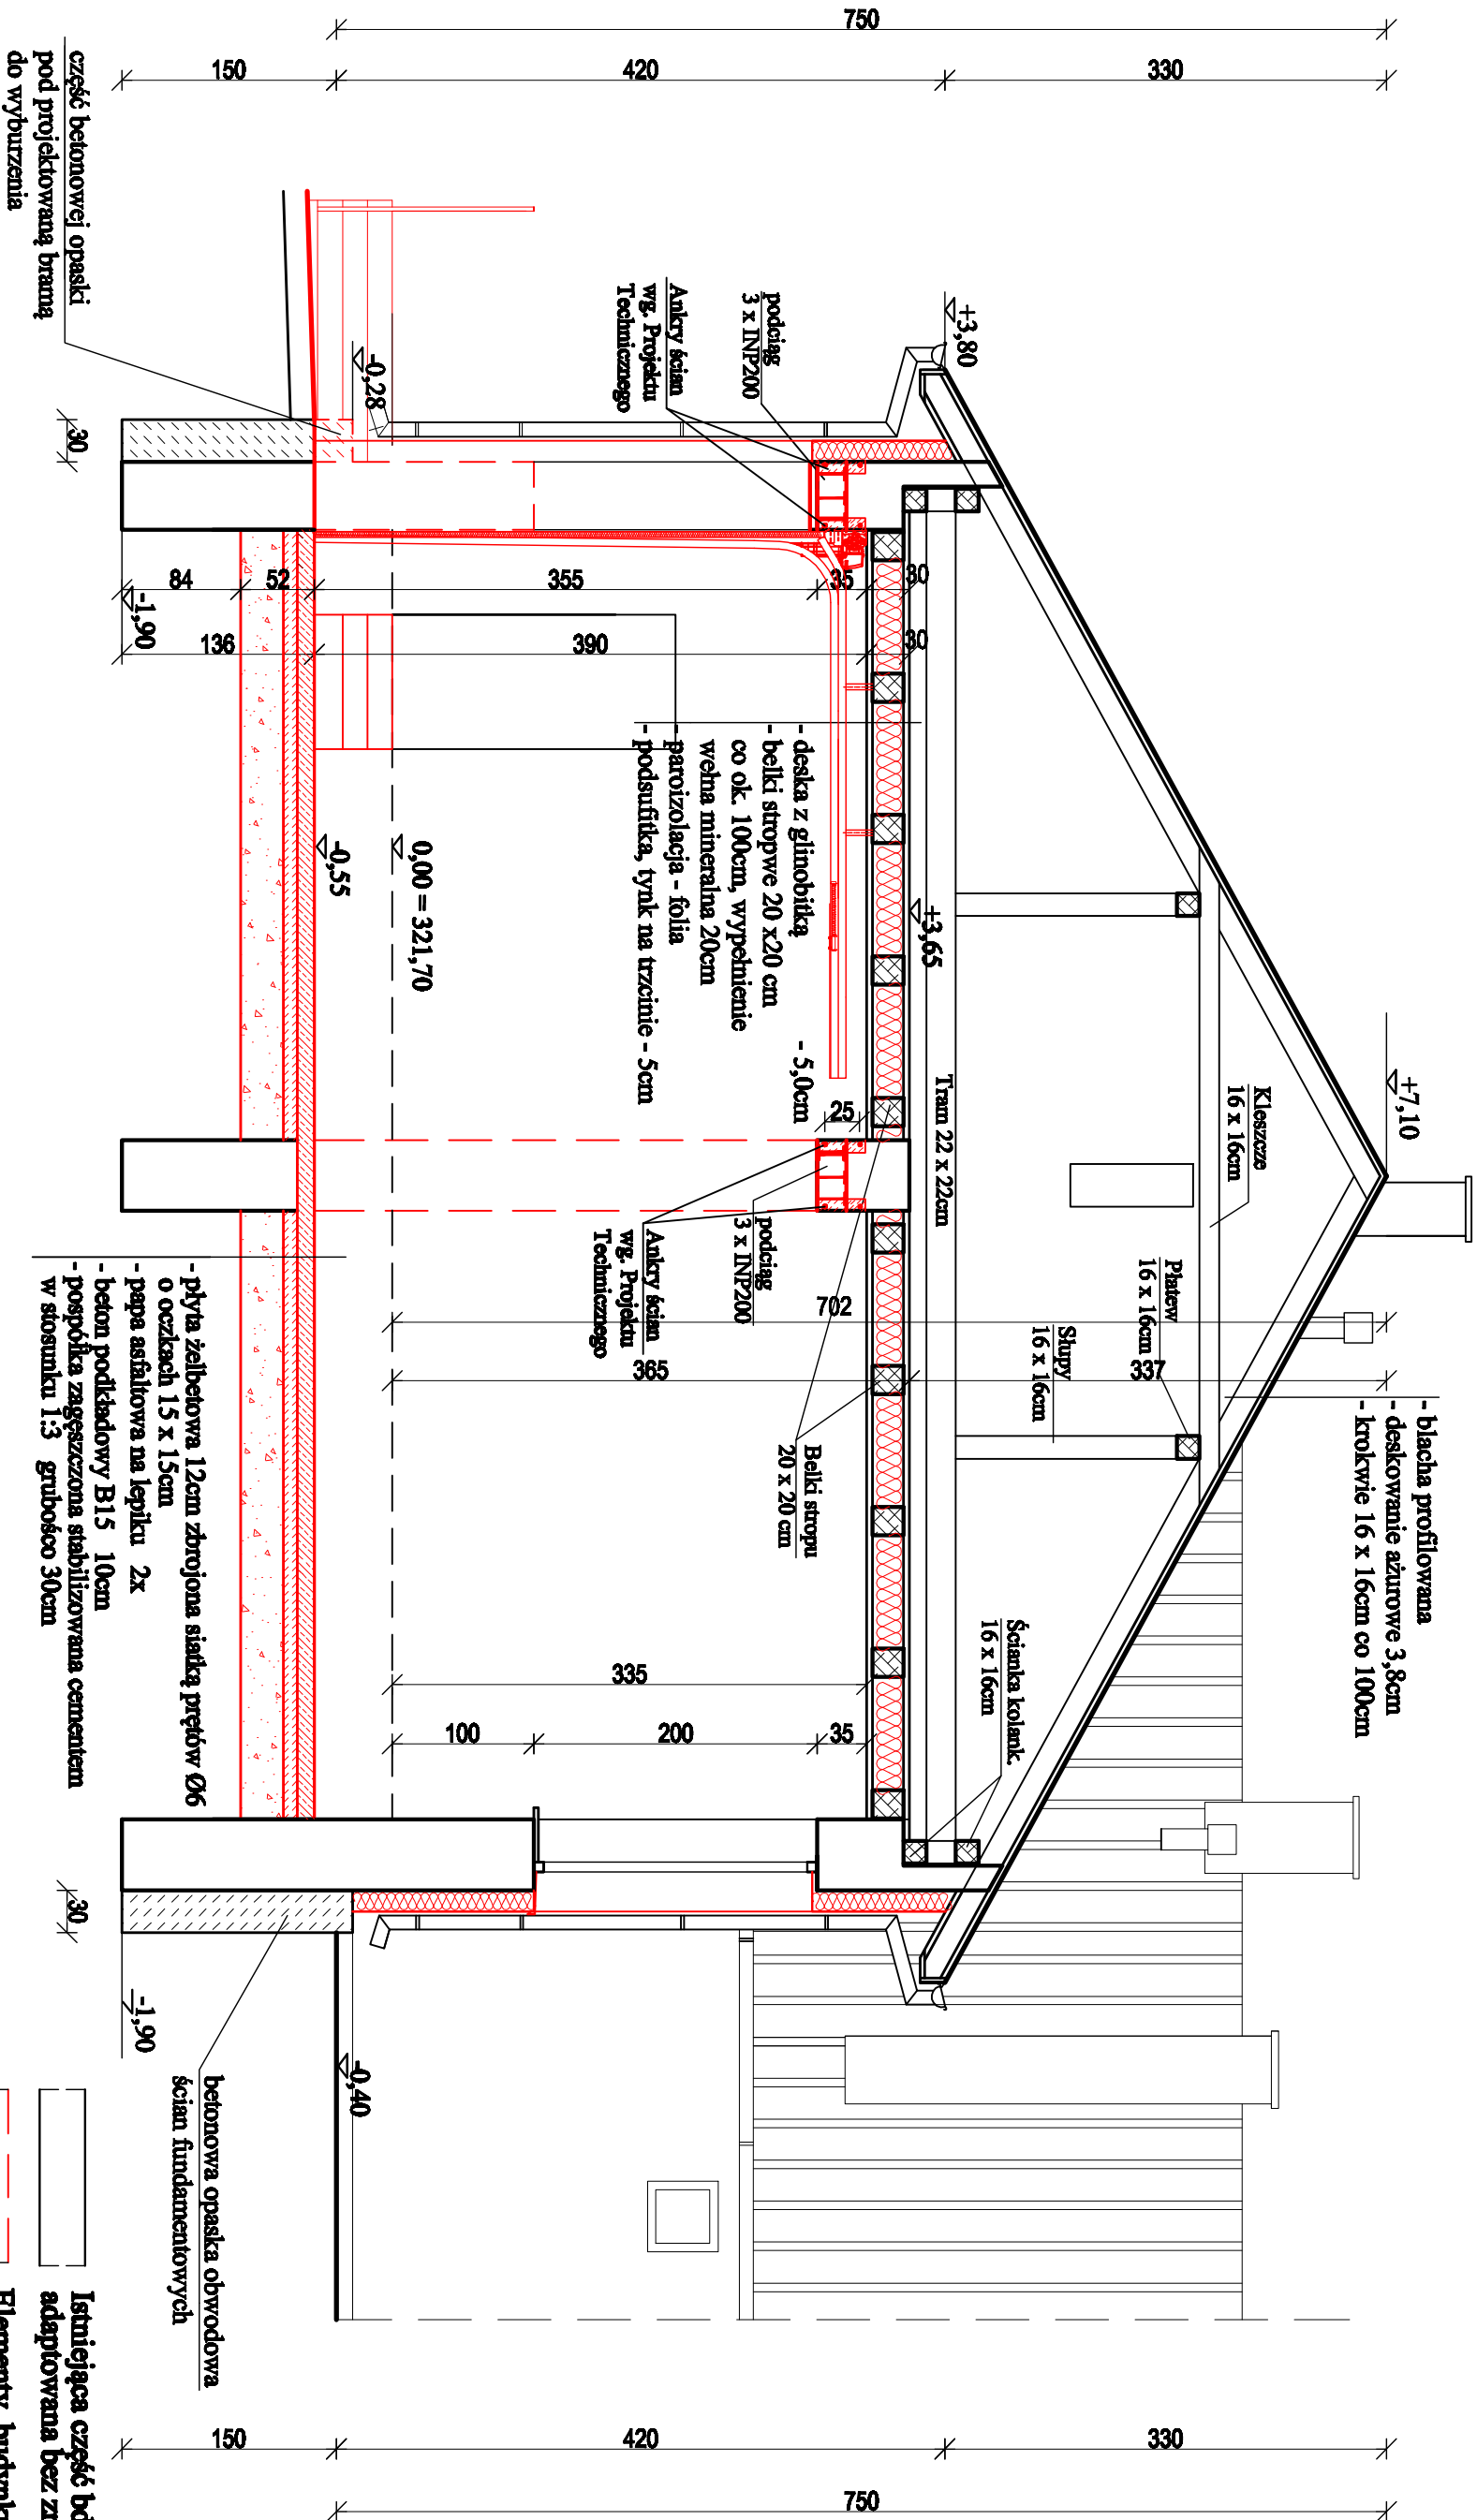 750
330
420
150
+7,10
+3,80
- blacha profilowana
- deskowanie ażurowe 3,8cm
- krokwie 16 x 16cm co 100cm
Kleszcze
16 x 16cm
Płatew
16 x 16cm
Słupy
16 x 16cm
Ścianka kolank.
16 x 16cm
Tram 22 x 22cm
+3,65
podciąg
3 x INP200
Ankry ścian
wg. Projektu
Technicznego
30
30
35
355
390
52
84
136
-1,90
- deska z glinobitką - 5,0cm
- belki stropwe 20 x20 cm
co ok. 100cm, wypełnienie
wełna mineralna 20cm
- paroizolacja - folia
- podsufitka, tynk na trzcinie - 5cm
25
podciąg
3 x INP200
Ankry ścian
wg. Projektu
Technicznego
Belki stropu
20 x 20 cm
702
337
365
335
35
200
100
0,00 = 321,70
-0,28
-0,55
-0,40
-1,90
30
30
część betonowej opaski
pod projektowaną bramą
do wyburzenia
- płyta żelbetowa 12cm zbrojona siatką prętów Ø6
o oczkach 15 x 15cm
- papa asfaltowa na lepiku 2x
- beton podkładowy B15 10cm
- pospółka zagęszczona stabilizowana cementem
w stosunku 1:3 grubośco 30cm
betonowa opaska obwodowa
ścian fundamentowych
330
420
150
750
Istniejąca część
adaptowana bez
Elementy